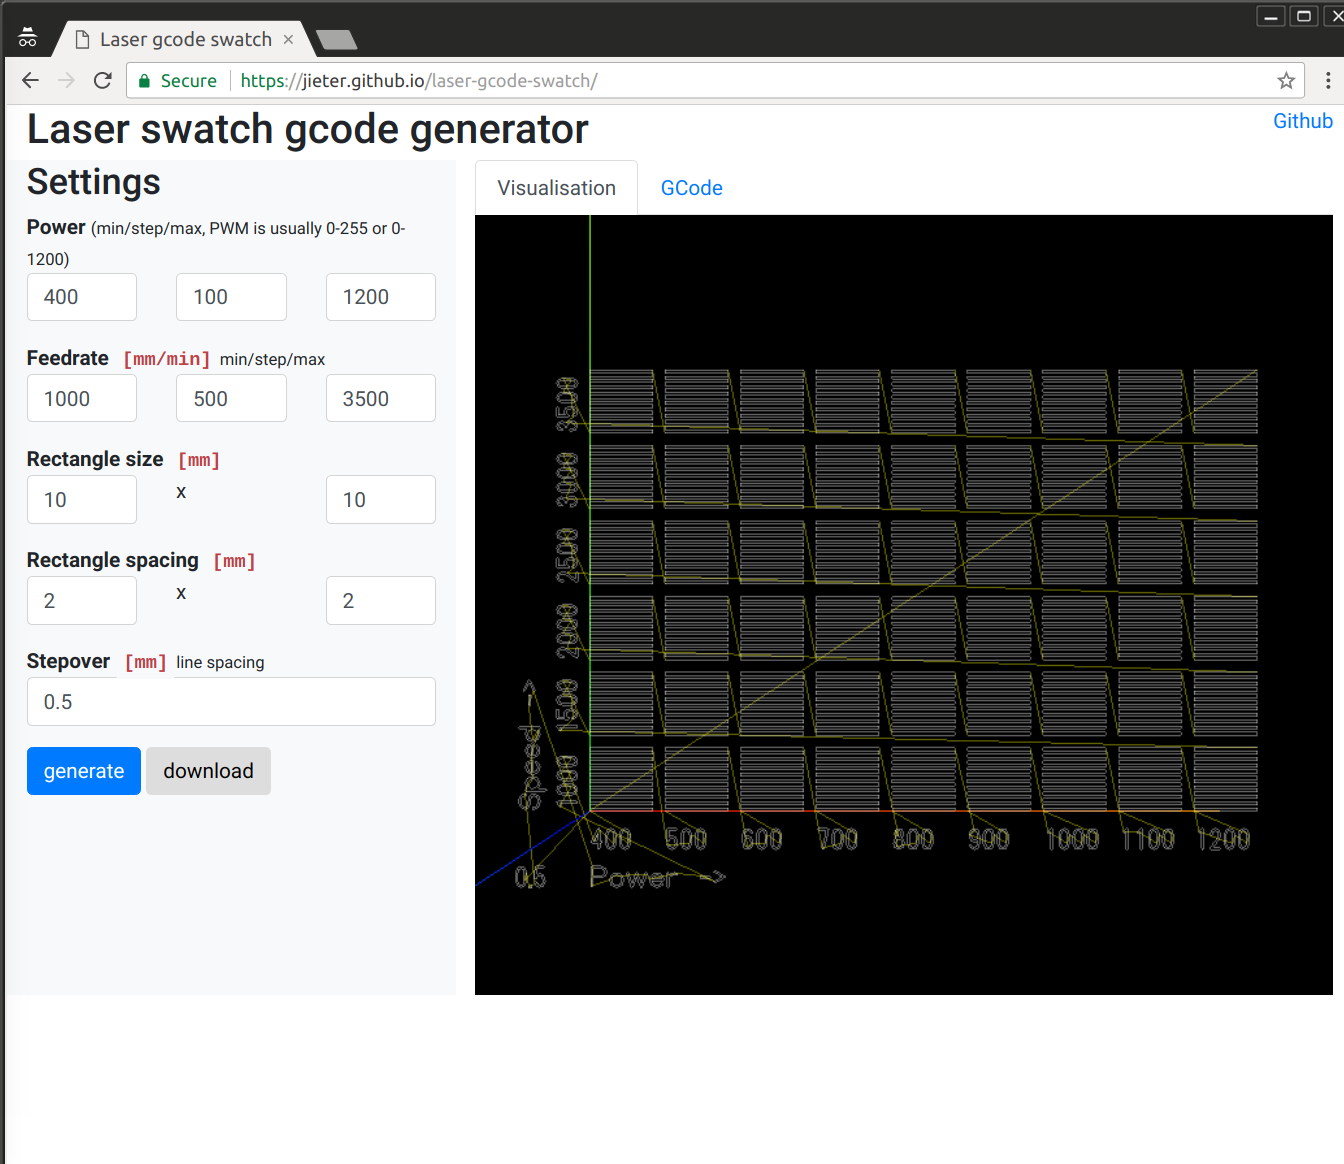 Laser gcode swatch
Secure https://jieter.github.io/laser-gcode-swatch/
Laser swatch gcode generator
Github
Settings
Power (min/step/max, PWM is usually 0-255 or 0-
1200)
400 100 1200
Feedrate [mm/min] min/step/max
1000 500 3500
Rectangle size [mm]
10 x 10
Rectangle spacing [mm]
2 x 2
Stepover [mm] line spacing
0.5
generate download
Visualisation GCode
3500
3000
2500
2000
1500
1000
Speed ->
400 500 600 700 800 900 1000 1100 1200
0.5 Power ->